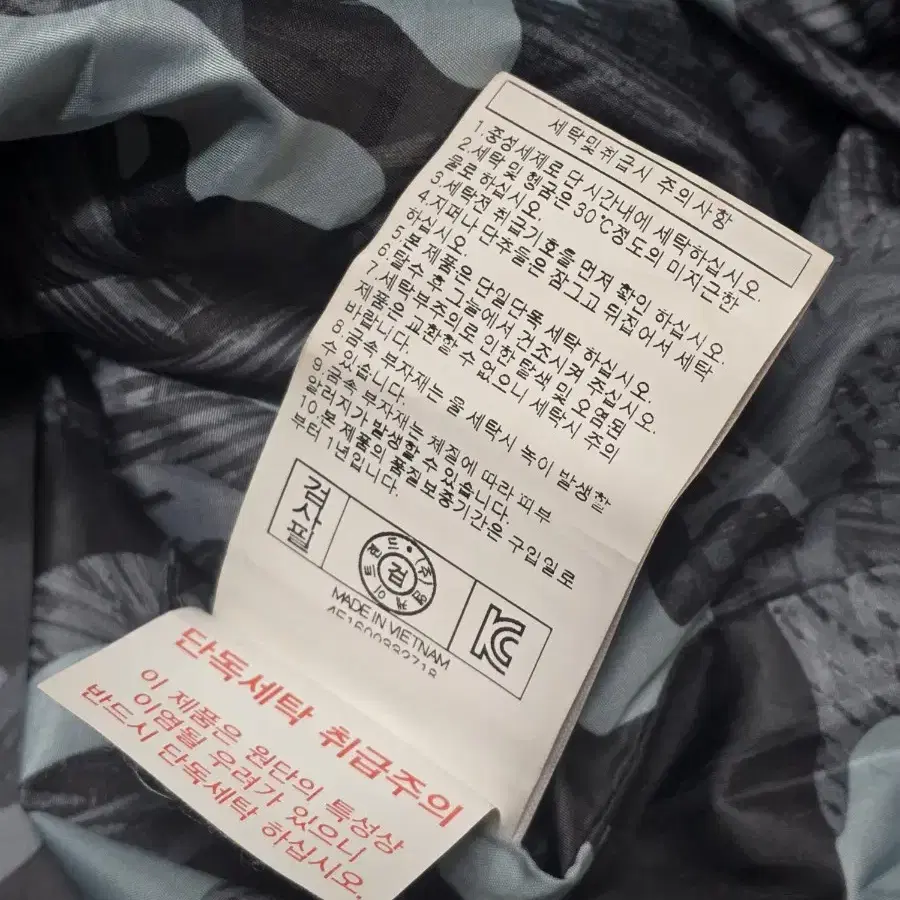 세탁및취급시 주의사항
1.중성세제로 단 시간내에 세탁하십시오.
2.세탁 및 헹굼은 30℃정도의 미지근한
물로 하십시오.
3.세탁전 취급기호를 먼저 확인 하십시오.
4.지퍼나 단추들은 잠그고 뒤집어서 세탁
하십시오.
5.본 제품은 단일단독 세탁 하십시오.
6.탈수 후 그늘에서 건조시켜 주십시오.
7.세탁부주의로 인한 탈색 및 오염된
제품은 교환할 수 없으니 세탁시 주의
바랍니다.
8.금속 부자재는 울 세탁시 녹이 발생할
수 있습니다.
9.금속 부자재는 체질에 따라 피부
알러지가 발생할수 있습니다.
10.본 제품의 품질 보증기간은 구입일로
부터 1년입니다.
검사필
검
KC
MADE IN VIETNAM
단독세탁 취급주의
이 제품은 원단의 특성상
이염될 우려가 있으니
반드시 단독세탁 하십시오.